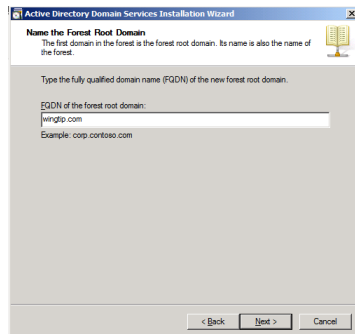 Active Directory Domain Services Installation Wizard
Name the Forest Root Domain
The first domain in the forest is the forest root domain. Its name is also the name of
the forest.
Type the fully qualified domain name (FQDN) of the new forest root domain.
FQDN of the forest root domain:
wingtip.com
Example: corp.contoso.com
< Back
Next >
Cancel